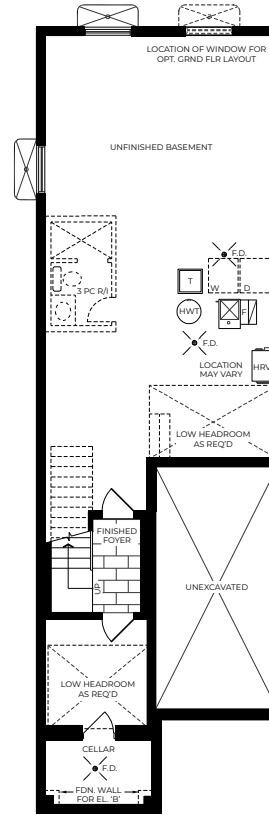 LOCATION OF WINDOW FOR
OPT. GRND FLR LAYOUT
UNFINISHED BASEMENT
F.D.
T
W
D
3 PC R/I
HWT
F
F.D.
LOCATION
MAY VARY
HRV
LOW HEADROOM
AS REQ'D
FINISHED
FOYER
UP
UNEXCAVATED
LOW HEADROOM
AS REQ'D
CELLAR
F.D.
FDN. WALL
FOR EL. 'B'